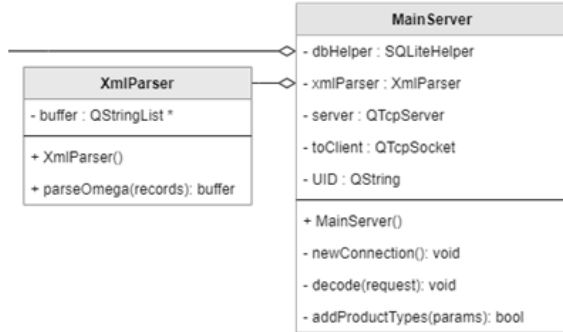 MainServer
- dbHelper : SQLiteHelper
- xmlParser : XmlParser
- server : QTcpServer
- toClient : QTcpSocket
- UID : QString
+ MainServer()
- newConnection(): void
- decode(request): void
- addProductTypes(params): bool
XmlParser
- buffer : QStringList *
+ XmlParser()
+ parseOmega(records): buffer